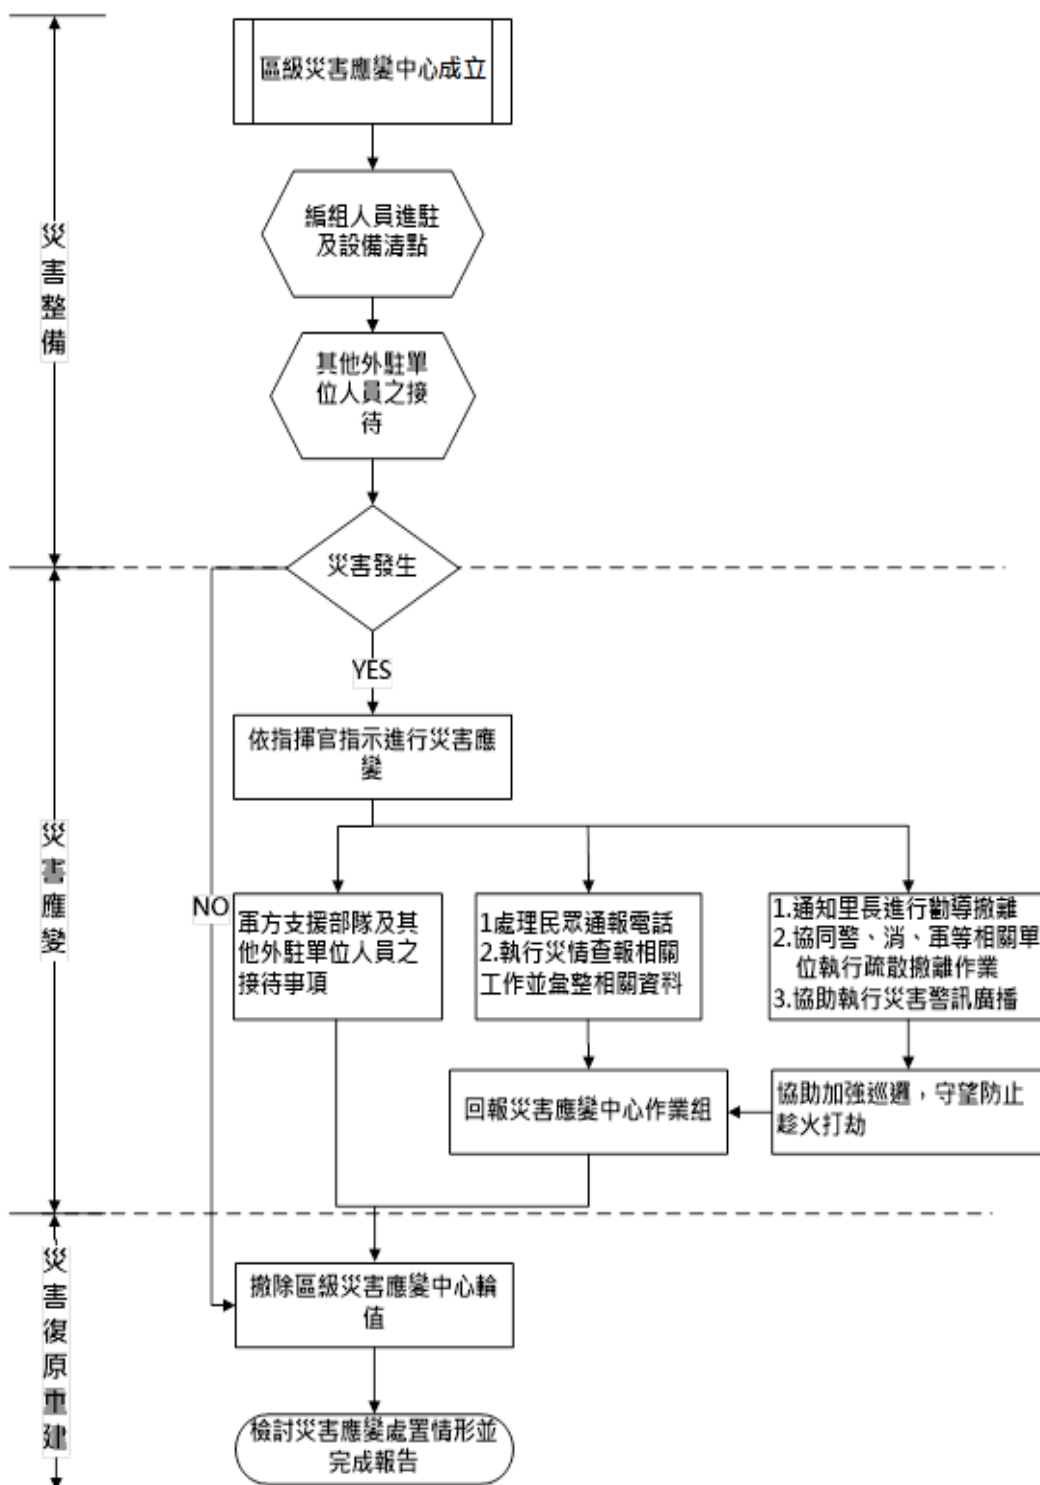 區級災害應變中心成立
編組人員進駐
及設備清點
災害整備
其他外駐單
位人員之接
待
災害發生
YES
依指揮官指示進行災害應
變
災害應變
NO
軍方支援部隊及其
他外駐單位人員之
接待事項
1處理民眾通報電話
2.執行災情查報相關
工作並彙整相關資料
1.通知里長進行勸導撤離
2.協同警、消、軍等相關單
位執行疏散撤離作業
3.協助執行災害警訊廣播
回報災害應變中心作業組
協助加強巡邏，守望防止
趁火打劫
災害復原重建
撤除區級災害應變中心輪
值
檢討災害應變處置情形並
完成報告